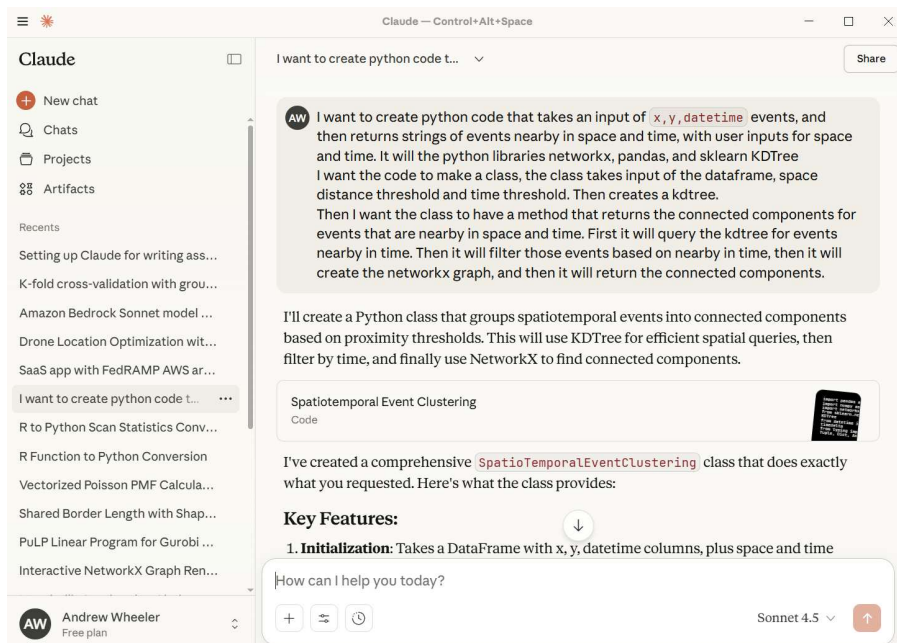 Claude — Control+Alt+Space
Claude
New chat
Chats
Projects
Artifacts
Recents
Setting up Claude for writing ass...
K-fold cross-validation with grou...
Amazon Bedrock Sonnet model ...
Drone Location Optimization wit...
SaaS app with FedRAMP AWS ar...
I want to create python code t...
R to Python Scan Statistics Conv...
R Function to Python Conversion
Vectorized Poisson PMF Calcula...
Shared Border Length with Shap...
PuLP Linear Program for Gurobi ...
Interactive NetworkX Graph Ren...
AW
Andrew Wheeler
Free plan
I want to create python code t...
Share
AW
I want to create python code that takes an input of x,y,datetime events, and
then returns strings of events nearby in space and time, with user inputs for space
and time. It will the python libraries networkx, pandas, and sklearn KDTree
I want the code to make a class, the class takes input of the dataframe, space
distance threshold and time threshold. Then creates a kdtree.
Then I want the class to have a method that returns the connected components for
events that are nearby in space and time. First it will query the kdtree for events
nearby in time. Then it will filter those events based on nearby in time, then it will
create the networkx graph, and then it will return the connected components.
I'll create a Python class that groups spatiotemporal events into connected components
based on proximity thresholds. This will use KDTree for efficient spatial queries, then
filter by time, and finally use NetworkX to find connected components.
Spatiotemporal Event Clustering
Code
I've created a comprehensive SpatioTemporalEventClustering class that does exactly
what you requested. Here's what the class provides:
Key Features:
1. Initialization: Takes a DataFrame with x, y, datetime columns, plus space and time
How can I help you today?
Sonnet 4.5